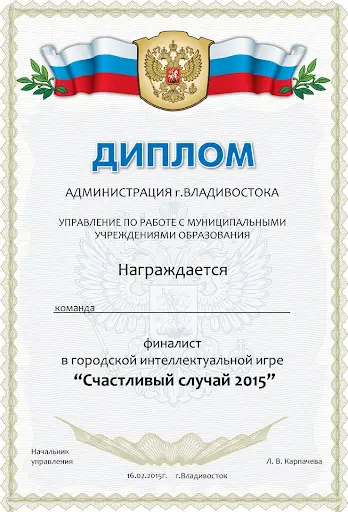 ДИПЛОМ
АДМИНИСТРАЦИЯ г.ВЛАДИВОСТОКА
УПРАВЛЕНИЕ ПО РАБОТЕ С МУНИЦИПАЛЬНЫМИ
УЧРЕЖДЕНИЯМИ ОБРАЗОВАНИЯ
Награждается
команда
финалист
в городской интеллектуальной игре
“Счастливый случай 2015”
Начальник
управления
Л. В. Карпачева
16.02.2015г. г.Владивосток